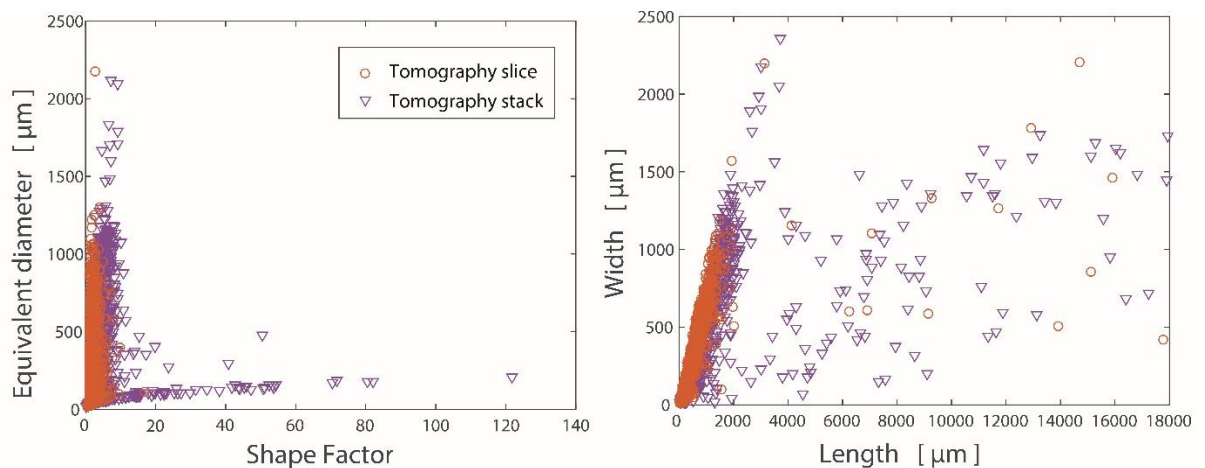 2500
2000
1500
1000
500
0
Equivalent diameter [ µm ]
Tomography slice
Tomography stack
0 20 40 60 80 100 120 140
Shape Factor
2500
2000
1500
1000
500
0
Width [ µm ]
0 2000 4000 6000 8000 10000 12000 14000 16000 18000
Length [ µm ]